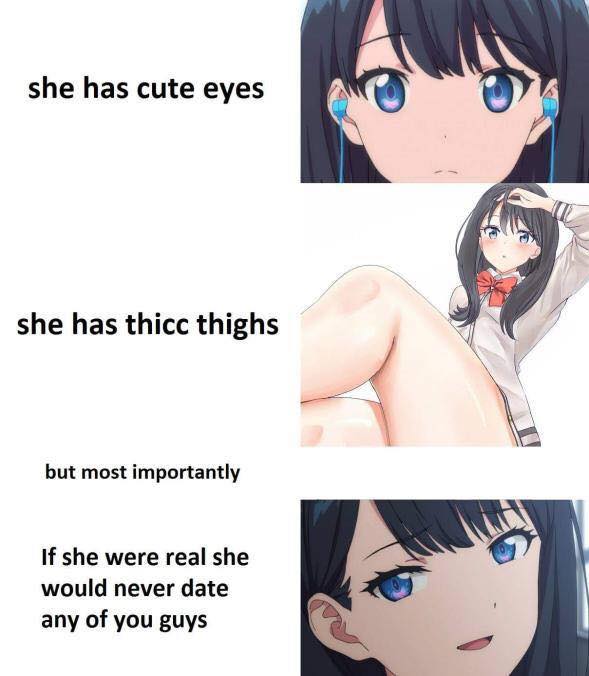 she has cute eyes
she has thicc thighs
but most importantly
If she were real she
would never date
any of you guys